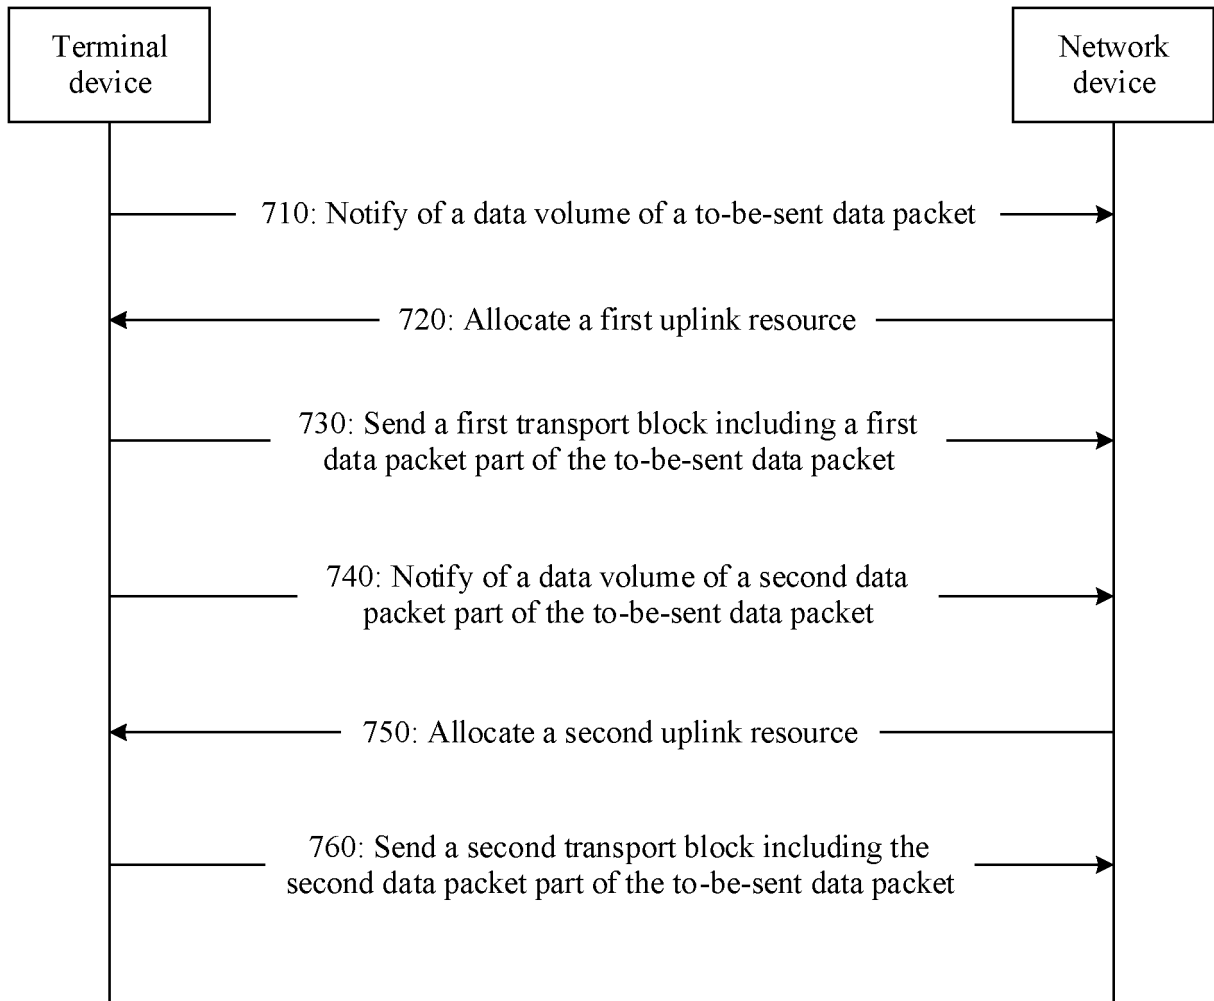 Terminal
device
Network
device
710: Notify of a data volume of a to-be-sent data packet
720: Allocate a first uplink resource
730: Send a first transport block including a first
data packet part of the to-be-sent data packet
740: Notify of a data volume of a second data
packet part of the to-be-sent data packet
750: Allocate a second uplink resource
760: Send a second transport block including the
second data packet part of the to-be-sent data packet